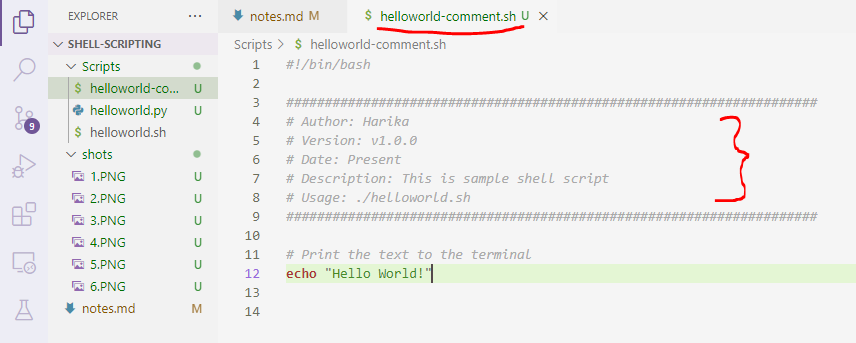 EXPLORER
SHELL-SCRIPTING
Scripts
helloworld-co... U
helloworld.py U
helloworld.sh
shots
1.PNG U
2.PNG U
3.PNG U
4.PNG U
5.PNG U
6.PNG U
notes.md M
9
notes.md M
$ helloworld-comment.sh U
Scripts > $ helloworld-comment.sh
1 #!/bin/bash
2
3 #####################################################################
4 # Author: Harika
5 # Version: v1.0.0
6 # Date: Present
7 # Description: This is sample shell script
8 # Usage: ./helloworld.sh
9 #####################################################################
10
11 # Print the text to the terminal
12 echo "Hello World!"
13
14